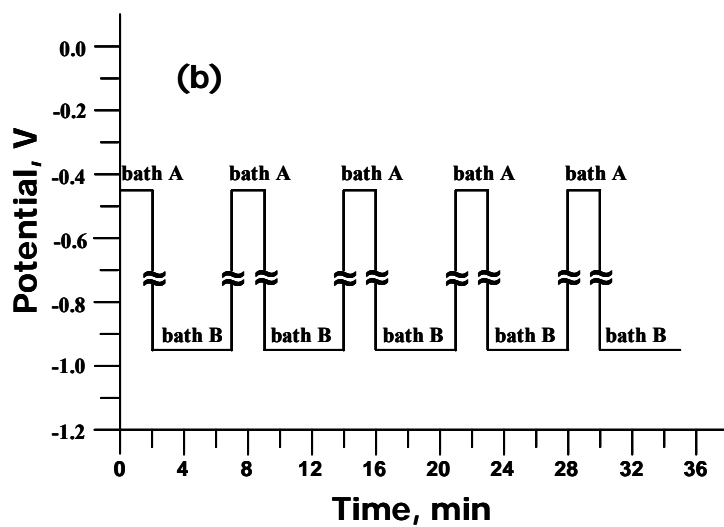 0.0
(b)
-0.2
Potential, V
bath A bath A bath A bath A bath A
-0.4
-0.6
-0.8
bath B bath B bath B bath B bath B
-1.0
-1.2
0 4 8 12 16 20 24 28 32 36
Time, min